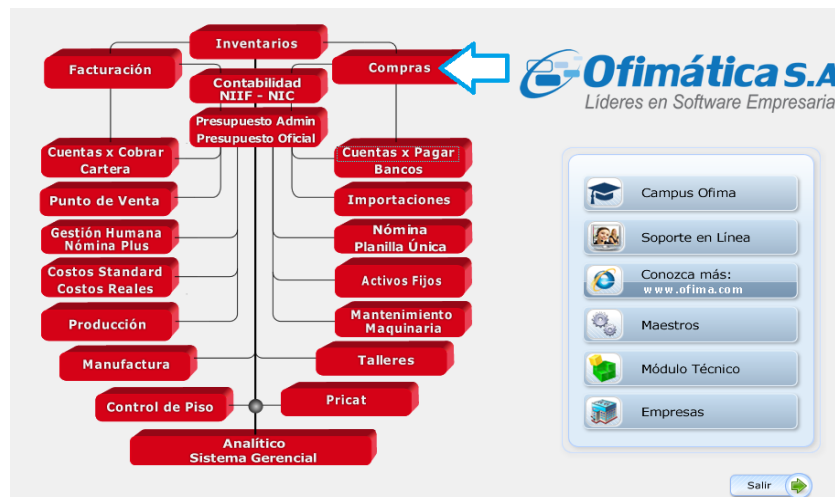 Inventarios
Facturación
Compras
Contabilidad
NIIF - NIC
Presupuesto Admin
Presupuesto Oficial
Cuentas x Cobrar
Cartera
Cuentas x Pagar
Bancos
Punto de Venta
Importaciones
Gestión Humana
Nómina Plus
Nómina
Planilla Única
Costos Standard
Costos Reales
Activos Fijos
Producción
Mantenimiento
Maquinaria
Manufactura
Talleres
Control de Piso
Pricat
Analítico
Sistema Gerencial
Ofimática S.A
Líderes en Software Empresaria
Campus Ofima
Soporte en Línea
Conozca más:
www.ofima.com
Maestros
Módulo Técnico
Empresas
Salir